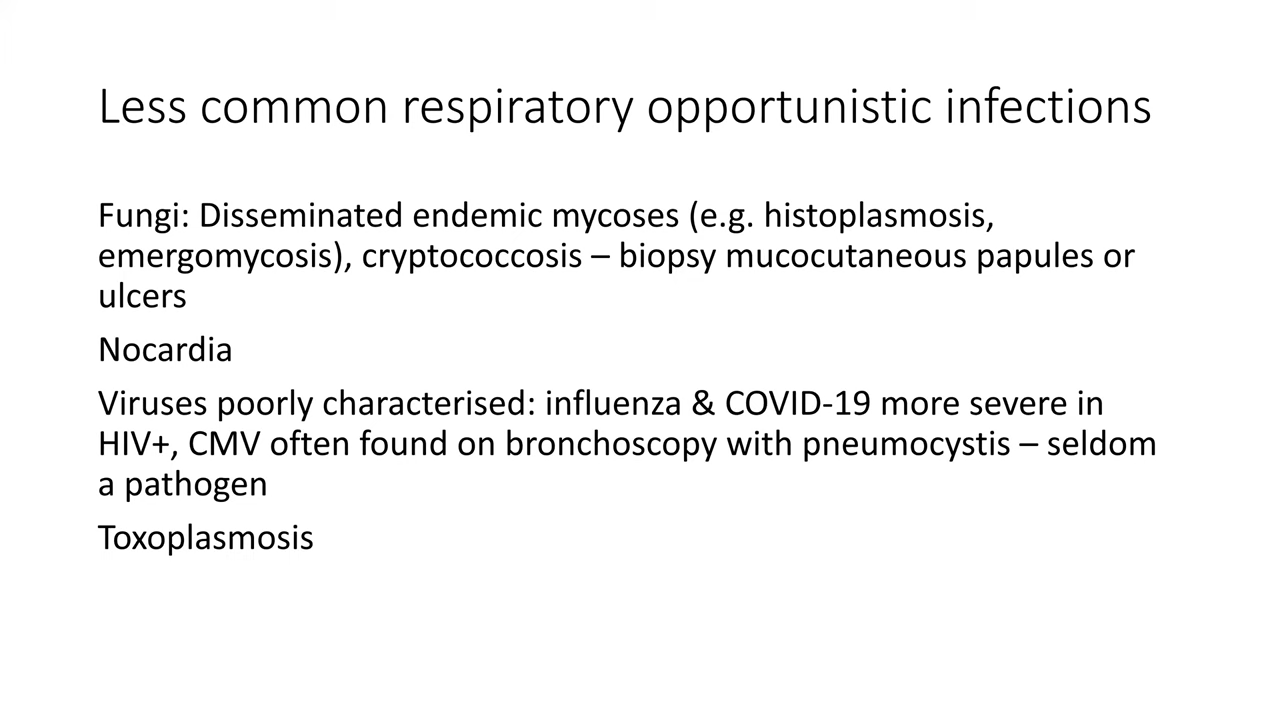 Less common respiratory opportunistic infections
Fungi: Disseminated endemic mycoses (e.g. histoplasmosis,
emergomycosis), cryptococcosis – biopsy mucocutaneous papules or
ulcers
Nocardia
Viruses poorly characterised: influenza & COVID-19 more severe in
HIV+, CMV often found on bronchoscopy with pneumocystis – seldom
a pathogen
Toxoplasmosis